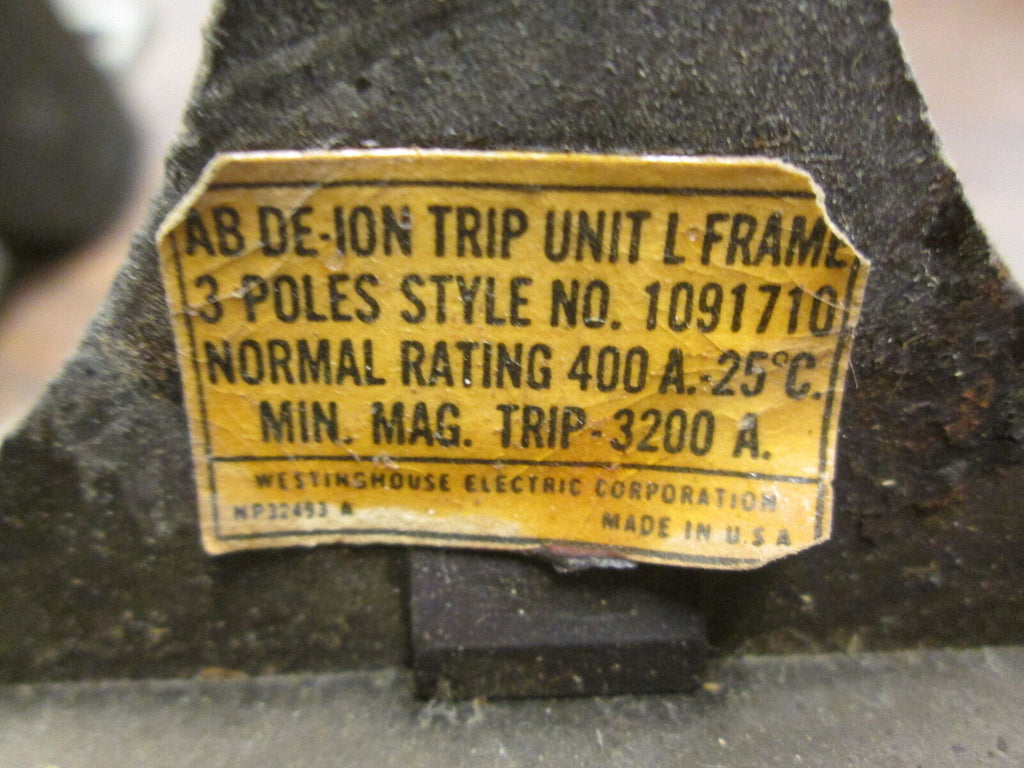 AB DE-ION TRIP UNIT L FRAME
3 POLES STYLE NO. 1091710
NORMAL RATING 400 A.-25°C.
MIN. MAG. TRIP-3200 A.
WESTINGHOUSE ELECTRIC CORPORATION
NP32493 A
MADE IN U.S.A